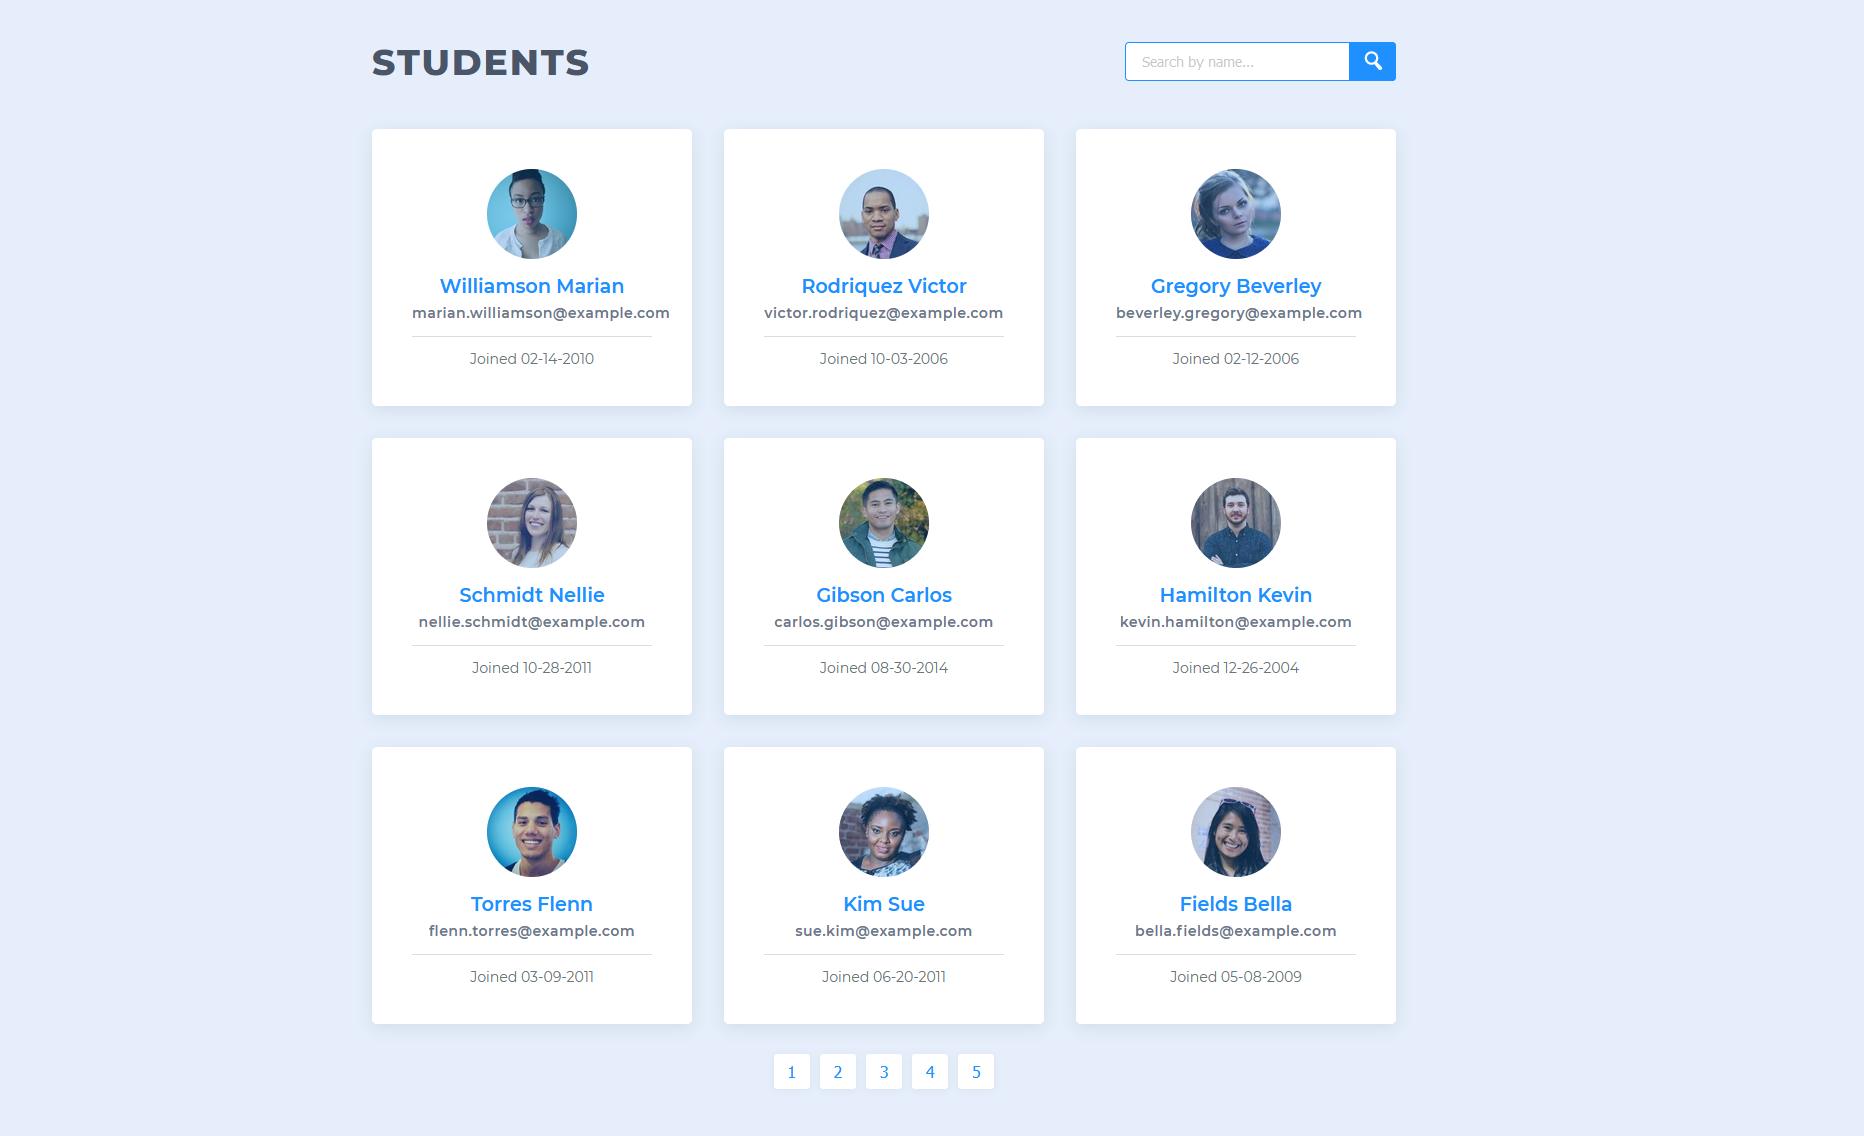 STUDENTS
Search by name...
Williamson Marian
marian.williamson@example.com
Joined 02-14-2010
Rodriquez Victor
victor.rodriquez@example.com
Joined 10-03-2006
Gregory Beverley
beverley.gregory@example.com
Joined 02-12-2006
Schmidt Nellie
nellie.schmidt@example.com
Joined 10-28-2011
Gibson Carlos
carlos.gibson@example.com
Joined 08-30-2014
Hamilton Kevin
kevin.hamilton@example.com
Joined 12-26-2004
Torres Flenn
flenn.torres@example.com
Joined 03-09-2011
Kim Sue
sue.kim@example.com
Joined 06-20-2011
Fields Bella
bella.fields@example.com
Joined 05-08-2009
1 2 3 4 5